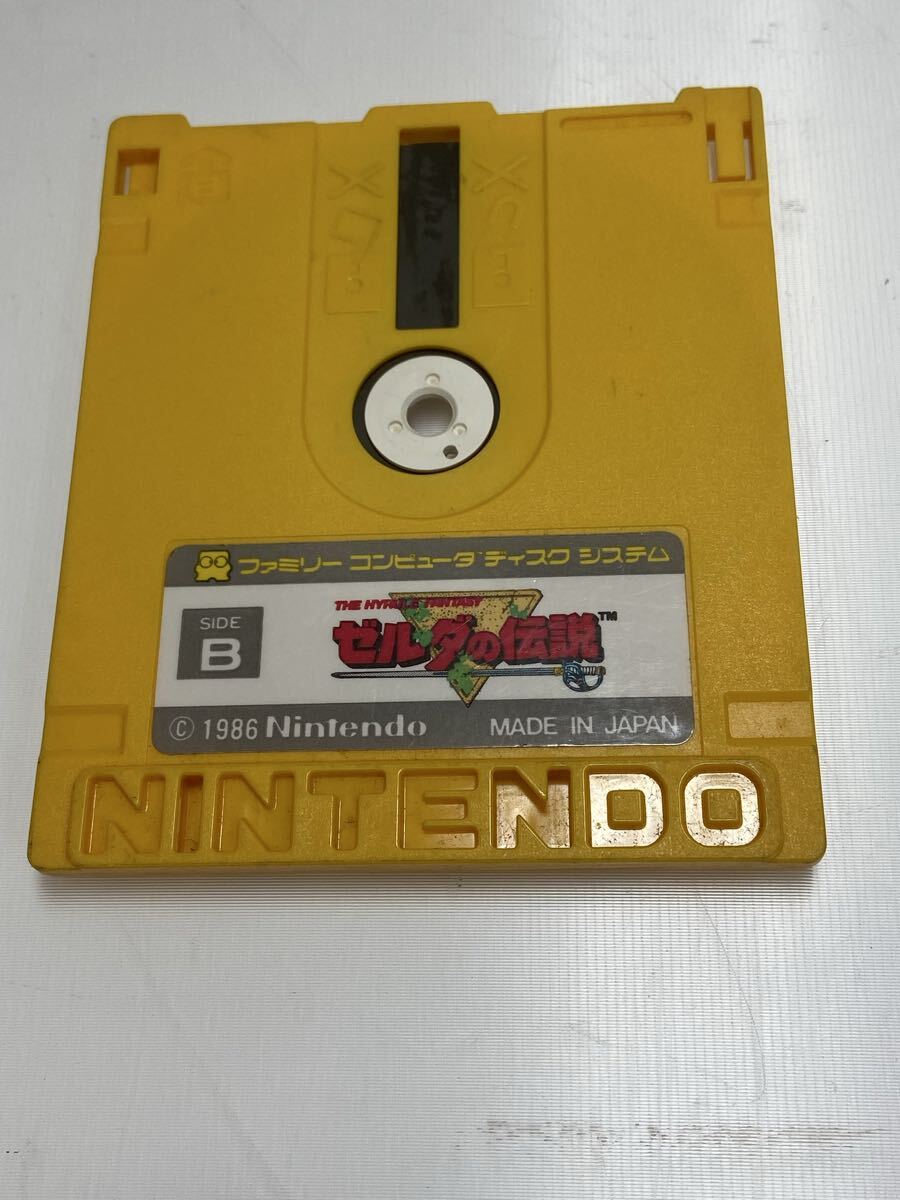 ファミリー コンピュータ ディスク システム
SIDE
B
THE HYRULE FANTASY
ゼルダの伝説™
© 1986 Nintendo MADE IN JAPAN
NINTENDO